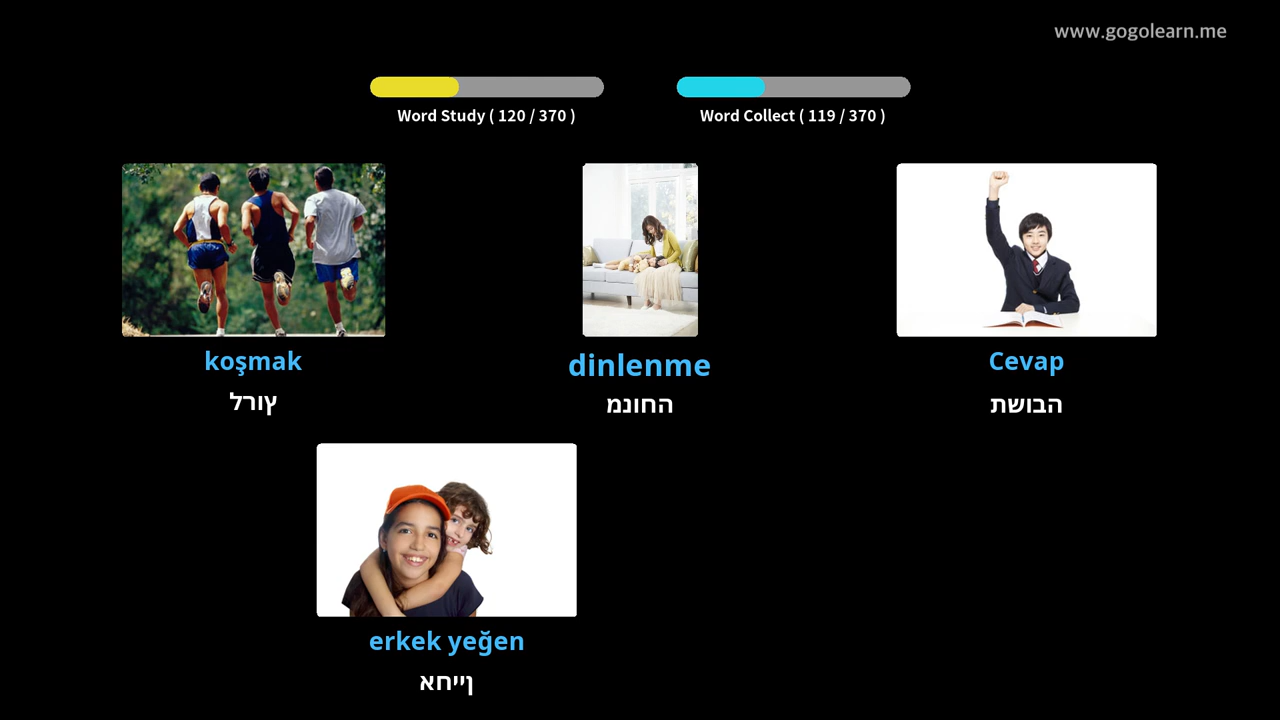 www.gogolearn.me
Word Study ( 120 / 370 )
Word Collect ( 119 / 370 )
koşmak
ץורל
dinlenme
החונמ
Cevap
הבושת
erkek yeğen
ןייחא